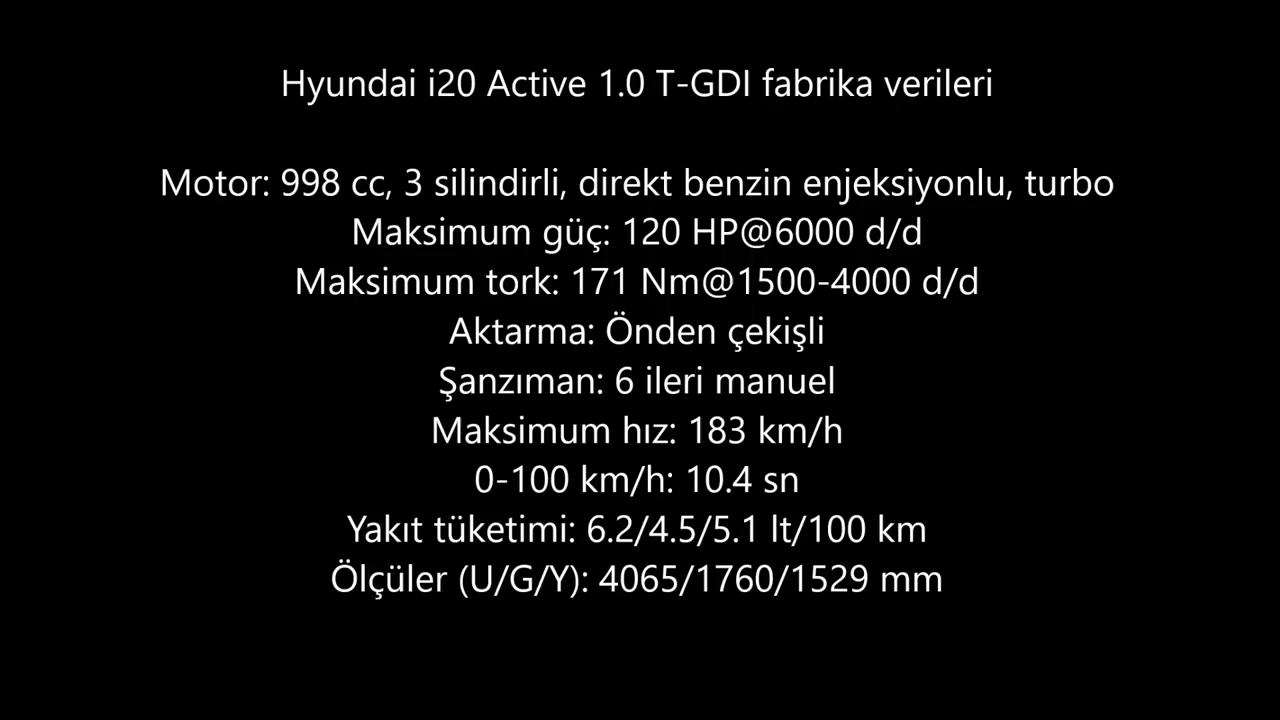 Hyundai i20 Active 1.0 T-GDI fabrika verileri
Motor: 998 cc, 3 silindirli, direkt benzin enjeksiyonlu, turbo
Maksimum güç: 120 HP@6000 d/d
Maksimum tork: 171 Nm@1500-4000 d/d
Aktarma: Önden çekişli
Şanzıman: 6 ileri manuel
Maksimum hız: 183 km/h
0-100 km/h: 10.4 sn
Yakıt tüketimi: 6.2/4.5/5.1 lt/100 km
Ölçüler (U/G/Y): 4065/1760/1529 mm